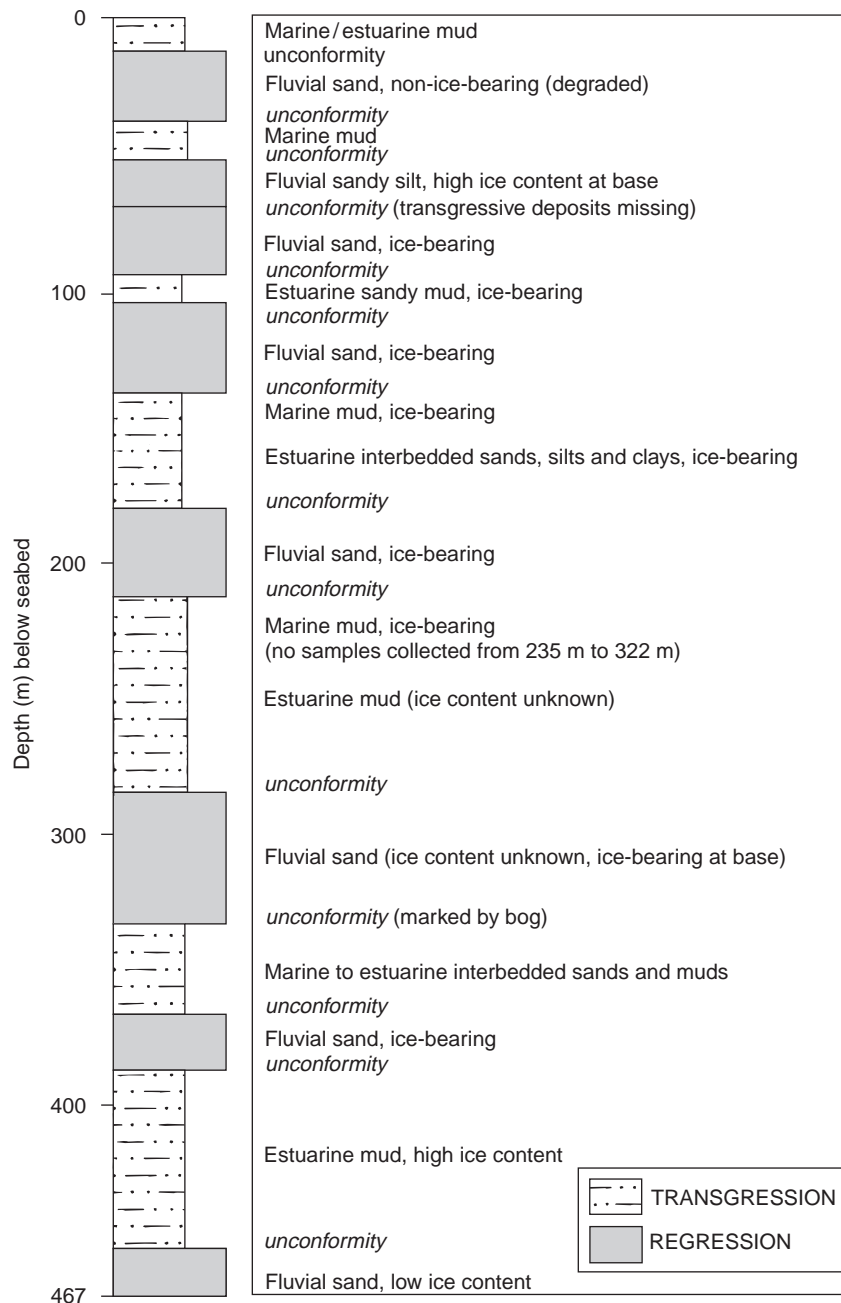 0
Marine/estuarine mud
unconformity
Fluvial sand, non-ice-bearing (degraded)
unconformity
Marine mud
unconformity
Fluvial sandy silt, high ice content at base
unconformity (transgressive deposits missing)
Fluvial sand, ice-bearing
unconformity
100
Estuarine sandy mud, ice-bearing
unconformity
Fluvial sand, ice-bearing
unconformity
Marine mud, ice-bearing
Estuarine interbedded sands, silts and clays, ice-bearing
unconformity
Depth (m) below seabed
200
Fluvial sand, ice-bearing
unconformity
Marine mud, ice-bearing
(no samples collected from 235 m to 322 m)
Estuarine mud (ice content unknown)
unconformity
300
Fluvial sand (ice content unknown, ice-bearing at base)
unconformity (marked by bog)
Marine to estuarine interbedded sands and muds
unconformity
Fluvial sand, ice-bearing
unconformity
400
Estuarine mud, high ice content
TRANSGRESSION
REGRESSION
unconformity
Fluvial sand, low ice content
467